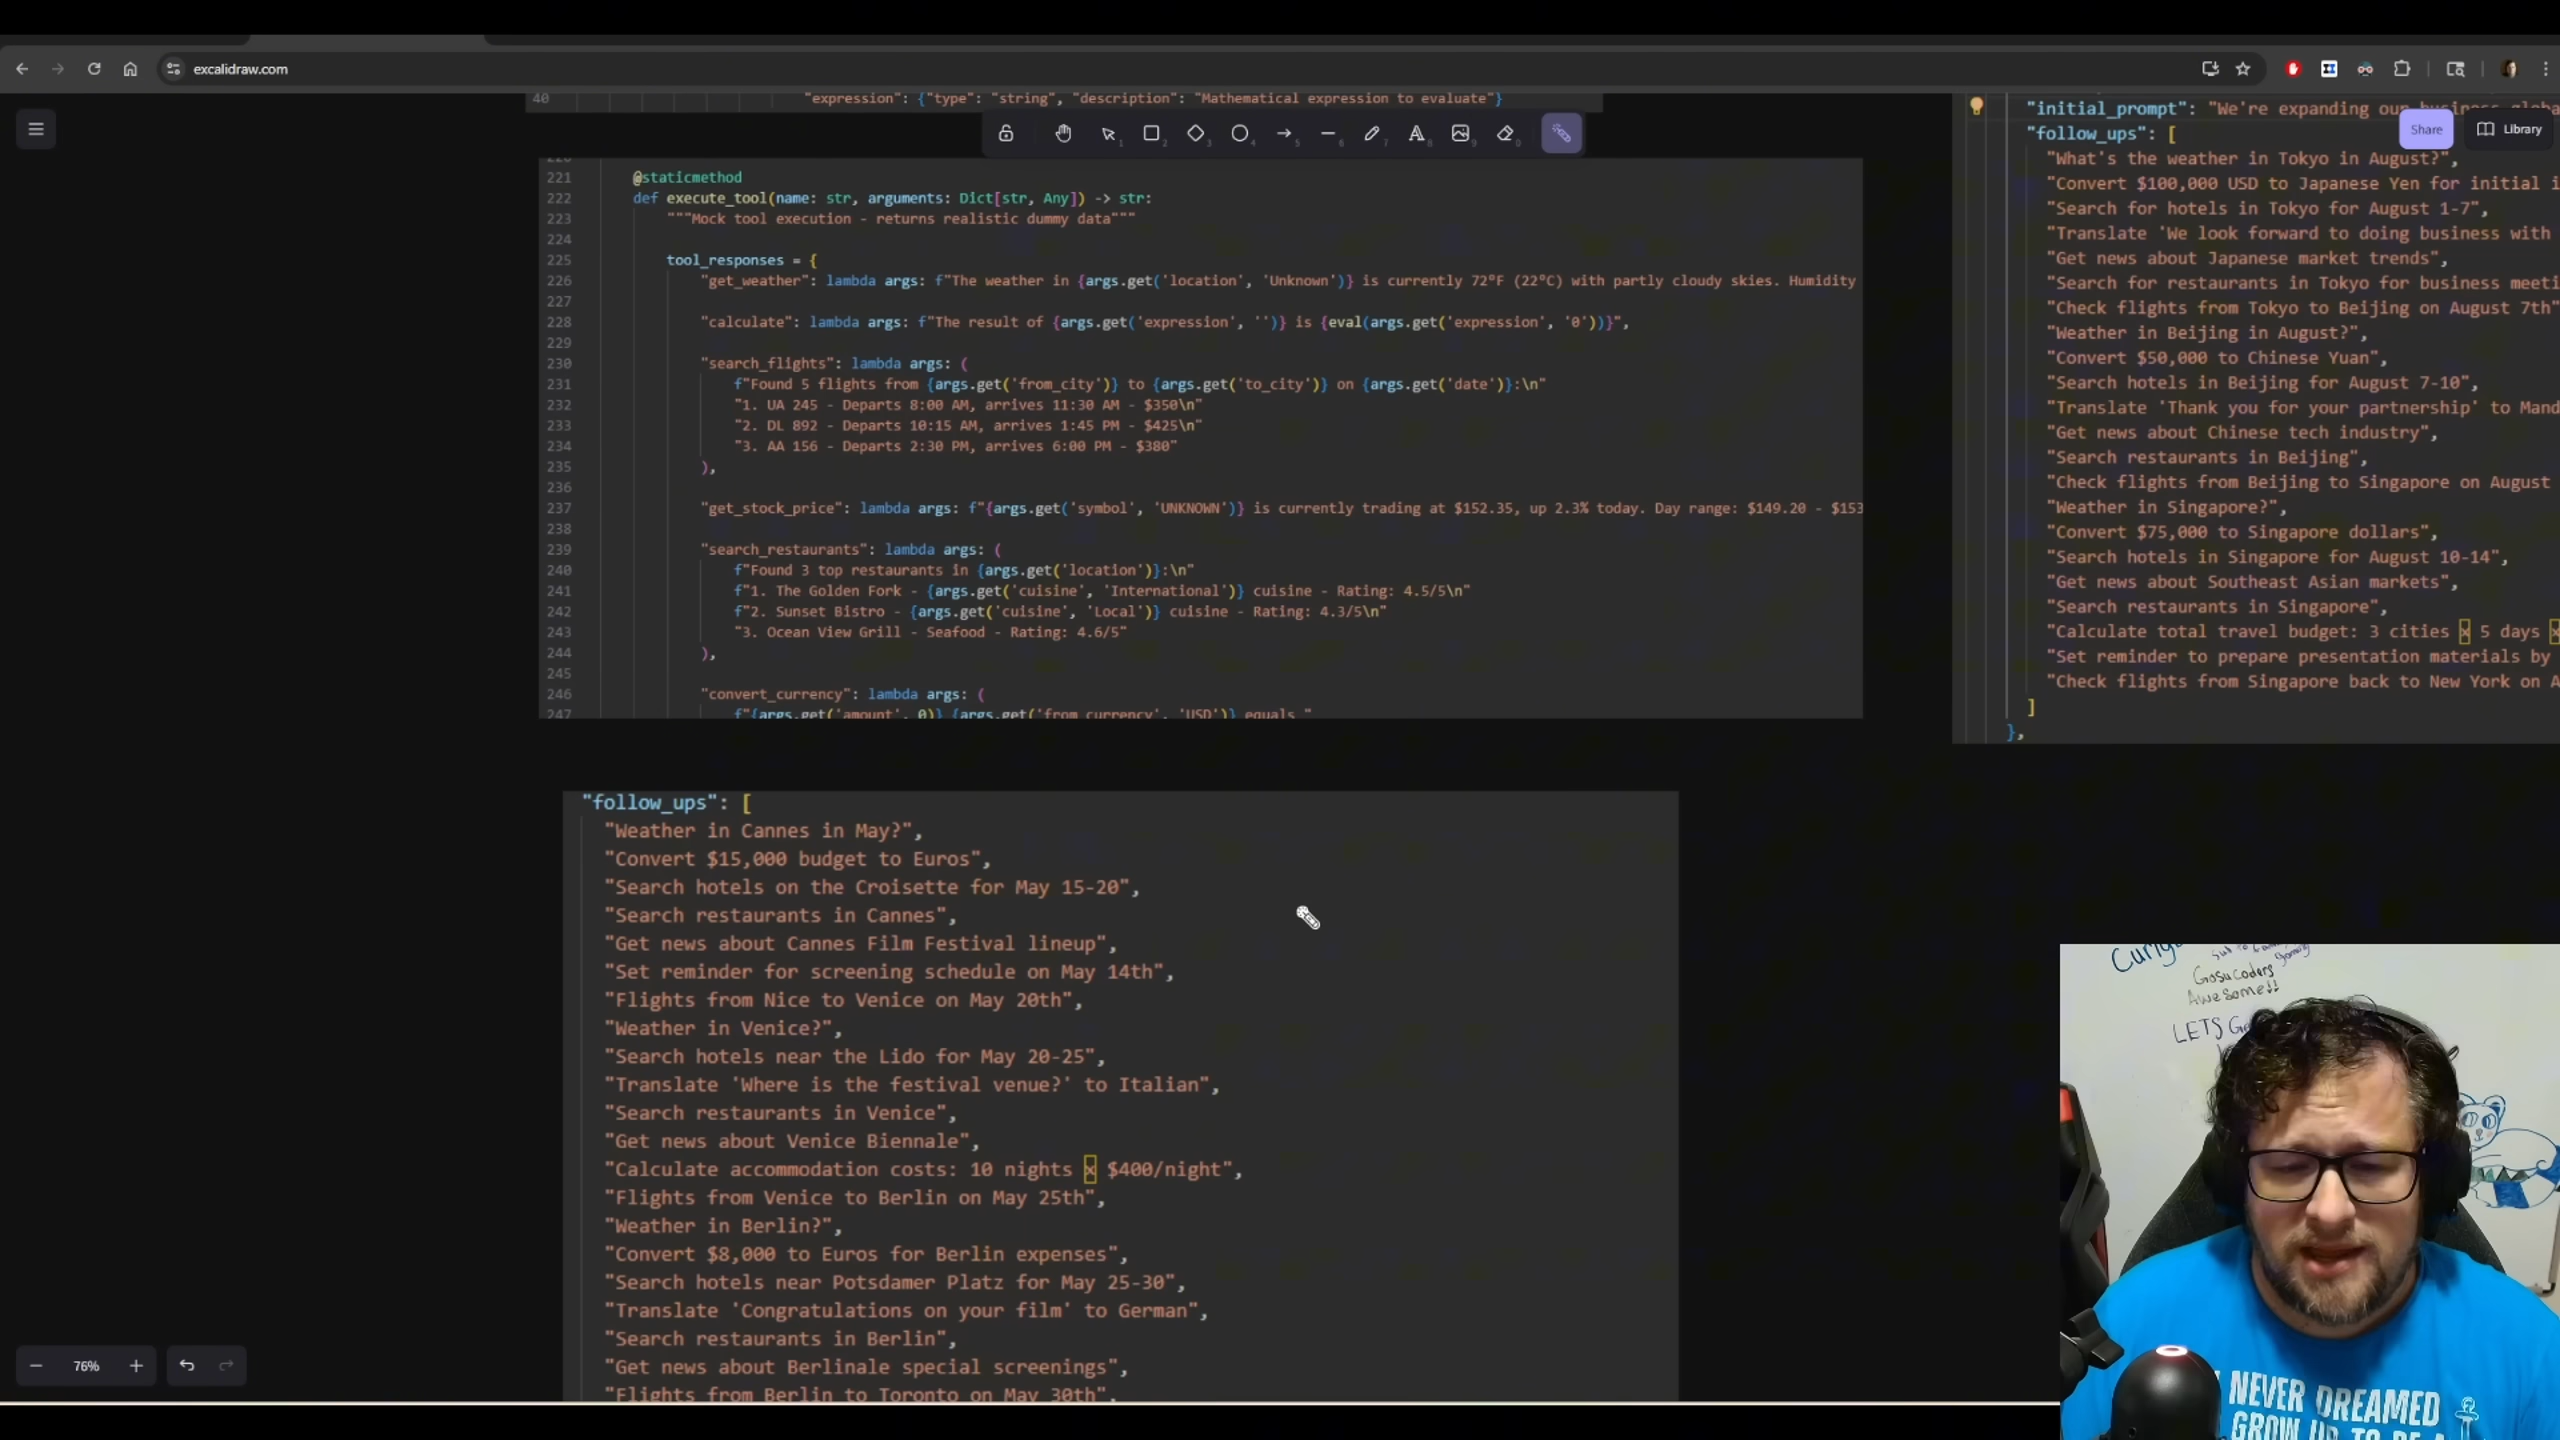 excalidraw.com
40 "expression": {"type": "string", "description": "Mathematical expression to evaluate"}
221 @staticmethod
222 def execute_tool(name: str, arguments: Dict[str, Any]) -> str:
223 """Mock tool execution - returns realistic dummy data"""
224
225 tool_responses = {
226 "get_weather": lambda args: f"The weather in {args.get('location', 'Unknown')} is currently 72°F (22°C) with partly cloudy skies. Humidity
227
228 "calculate": lambda args: f"The result of {args.get('expression', '')} is {eval(args.get('expression', '0'))}",
229
230 "search_flights": lambda args: (
231 f"Found 5 flights from {args.get('from_city')} to {args.get('to_city')} on {args.get('date')}:\n"
232 "1. UA 245 - Departs 8:00 AM, arrives 11:30 AM - $350\n"
233 "2. DL 892 - Departs 10:15 AM, arrives 1:45 PM - $425\n"
234 "3. AA 156 - Departs 2:30 PM, arrives 6:00 PM - $380"
235 ),
236
237 "get_stock_price": lambda args: f"{args.get('symbol', 'UNKNOWN')} is currently trading at $152.35, up 2.3% today. Day range: $149.20 - $153
238
239 "search_restaurants": lambda args: (
240 f"Found 3 top restaurants in {args.get('location')}:\n"
241 f"1. The Golden Fork - {args.get('cuisine', 'International')} cuisine - Rating: 4.5/5\n"
242 f"2. Sunset Bistro - {args.get('cuisine', 'Local')} cuisine - Rating: 4.3/5\n"
243 "3. Ocean View Grill - Seafood - Rating: 4.6/5"
244 ),
245
246 "convert_currency": lambda args: (
247 f"{args.get('amount', 0)} {args.get('from_currency', 'USD')} equals "
"initial_prompt": "We're expanding our business globa
Share
Library
"follow_ups": [
"What's the weather in Tokyo in August?",
"Convert $100,000 USD to Japanese Yen for initial i
"Search for hotels in Tokyo for August 1-7",
"Translate 'We look forward to doing business with
"Get news about Japanese market trends",
"Search for restaurants in Tokyo for business meeti
"Check flights from Tokyo to Beijing on August 7th"
"Weather in Beijing in August?",
"Convert $50,000 to Chinese Yuan",
"Search hotels in Beijing for August 7-10",
"Translate 'Thank you for your partnership' to Mand
"Get news about Chinese tech industry",
"Search restaurants in Beijing",
"Check flights from Beijing to Singapore on August
"Weather in Singapore?",
"Convert $75,000 to Singapore dollars",
"Search hotels in Singapore for August 10-14",
"Get news about Southeast Asian markets",
"Search restaurants in Singapore",
"Calculate total travel budget: 3 cities × 5 days ×
"Set reminder to prepare presentation materials by
"Check flights from Singapore back to New York on A
]
},
"follow_ups": [
"Weather in Cannes in May?",
"Convert $15,000 budget to Euros",
"Search hotels on the Croisette for May 15-20",
"Search restaurants in Cannes",
"Get news about Cannes Film Festival lineup",
"Set reminder for screening schedule on May 14th",
"Flights from Nice to Venice on May 20th",
"Weather in Venice?",
"Search hotels near the Lido for May 20-25",
"Translate 'Where is the festival venue?' to Italian",
"Search restaurants in Venice",
"Get news about Venice Biennale",
"Calculate accommodation costs: 10 nights × $400/night",
"Flights from Venice to Berlin on May 25th",
"Weather in Berlin?",
"Convert $8,000 to Euros for Berlin expenses",
"Search hotels near Potsdamer Platz for May 25-30",
"Translate 'Congratulations on your film' to German",
"Search restaurants in Berlin",
"Get news about Berlinale special screenings",
"Flights from Berlin to Toronto on May 30th",
76%
Gosucoders
Awesome!!
LETS
NEVER DREAMED